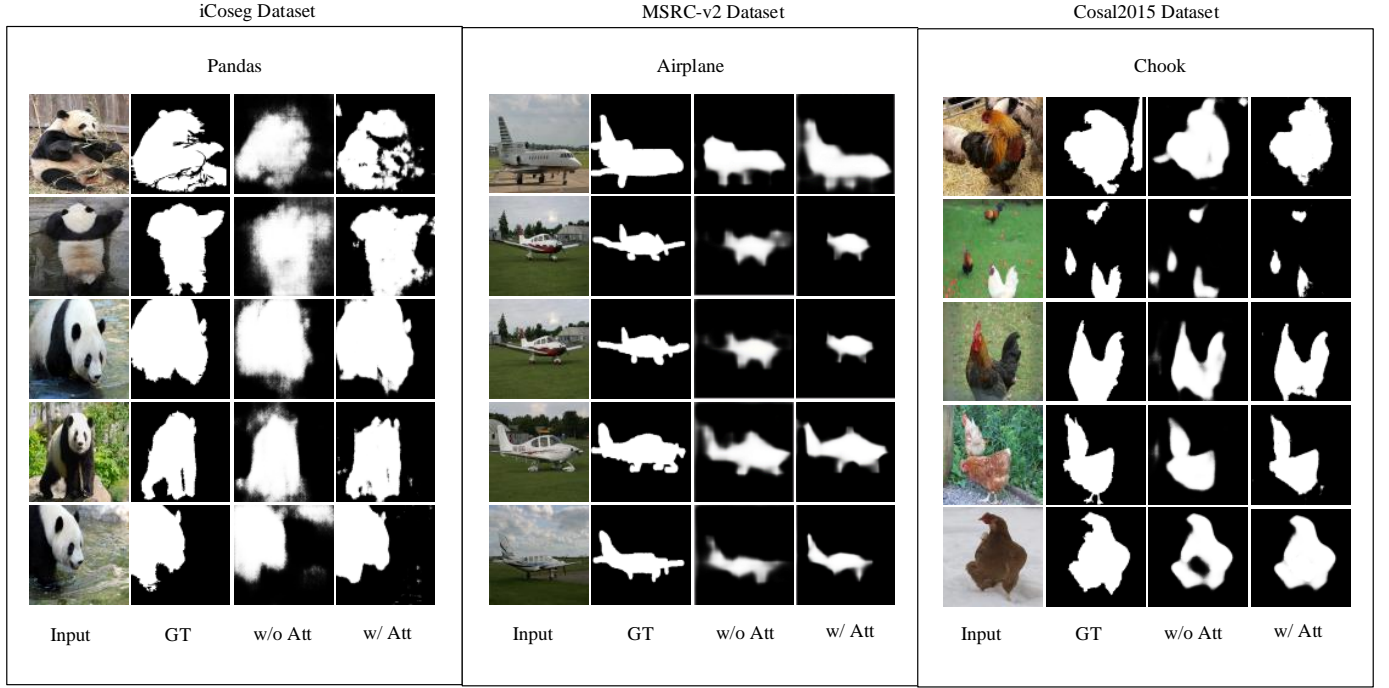 iCoseg Dataset
MSRC-v2 Dataset
Cosal2015 Dataset
Pandas
Airplane
Chook
Input GT w/o Att w/ Att
Input GT w/o Att w/ Att
Input GT w/o Att w/ Att